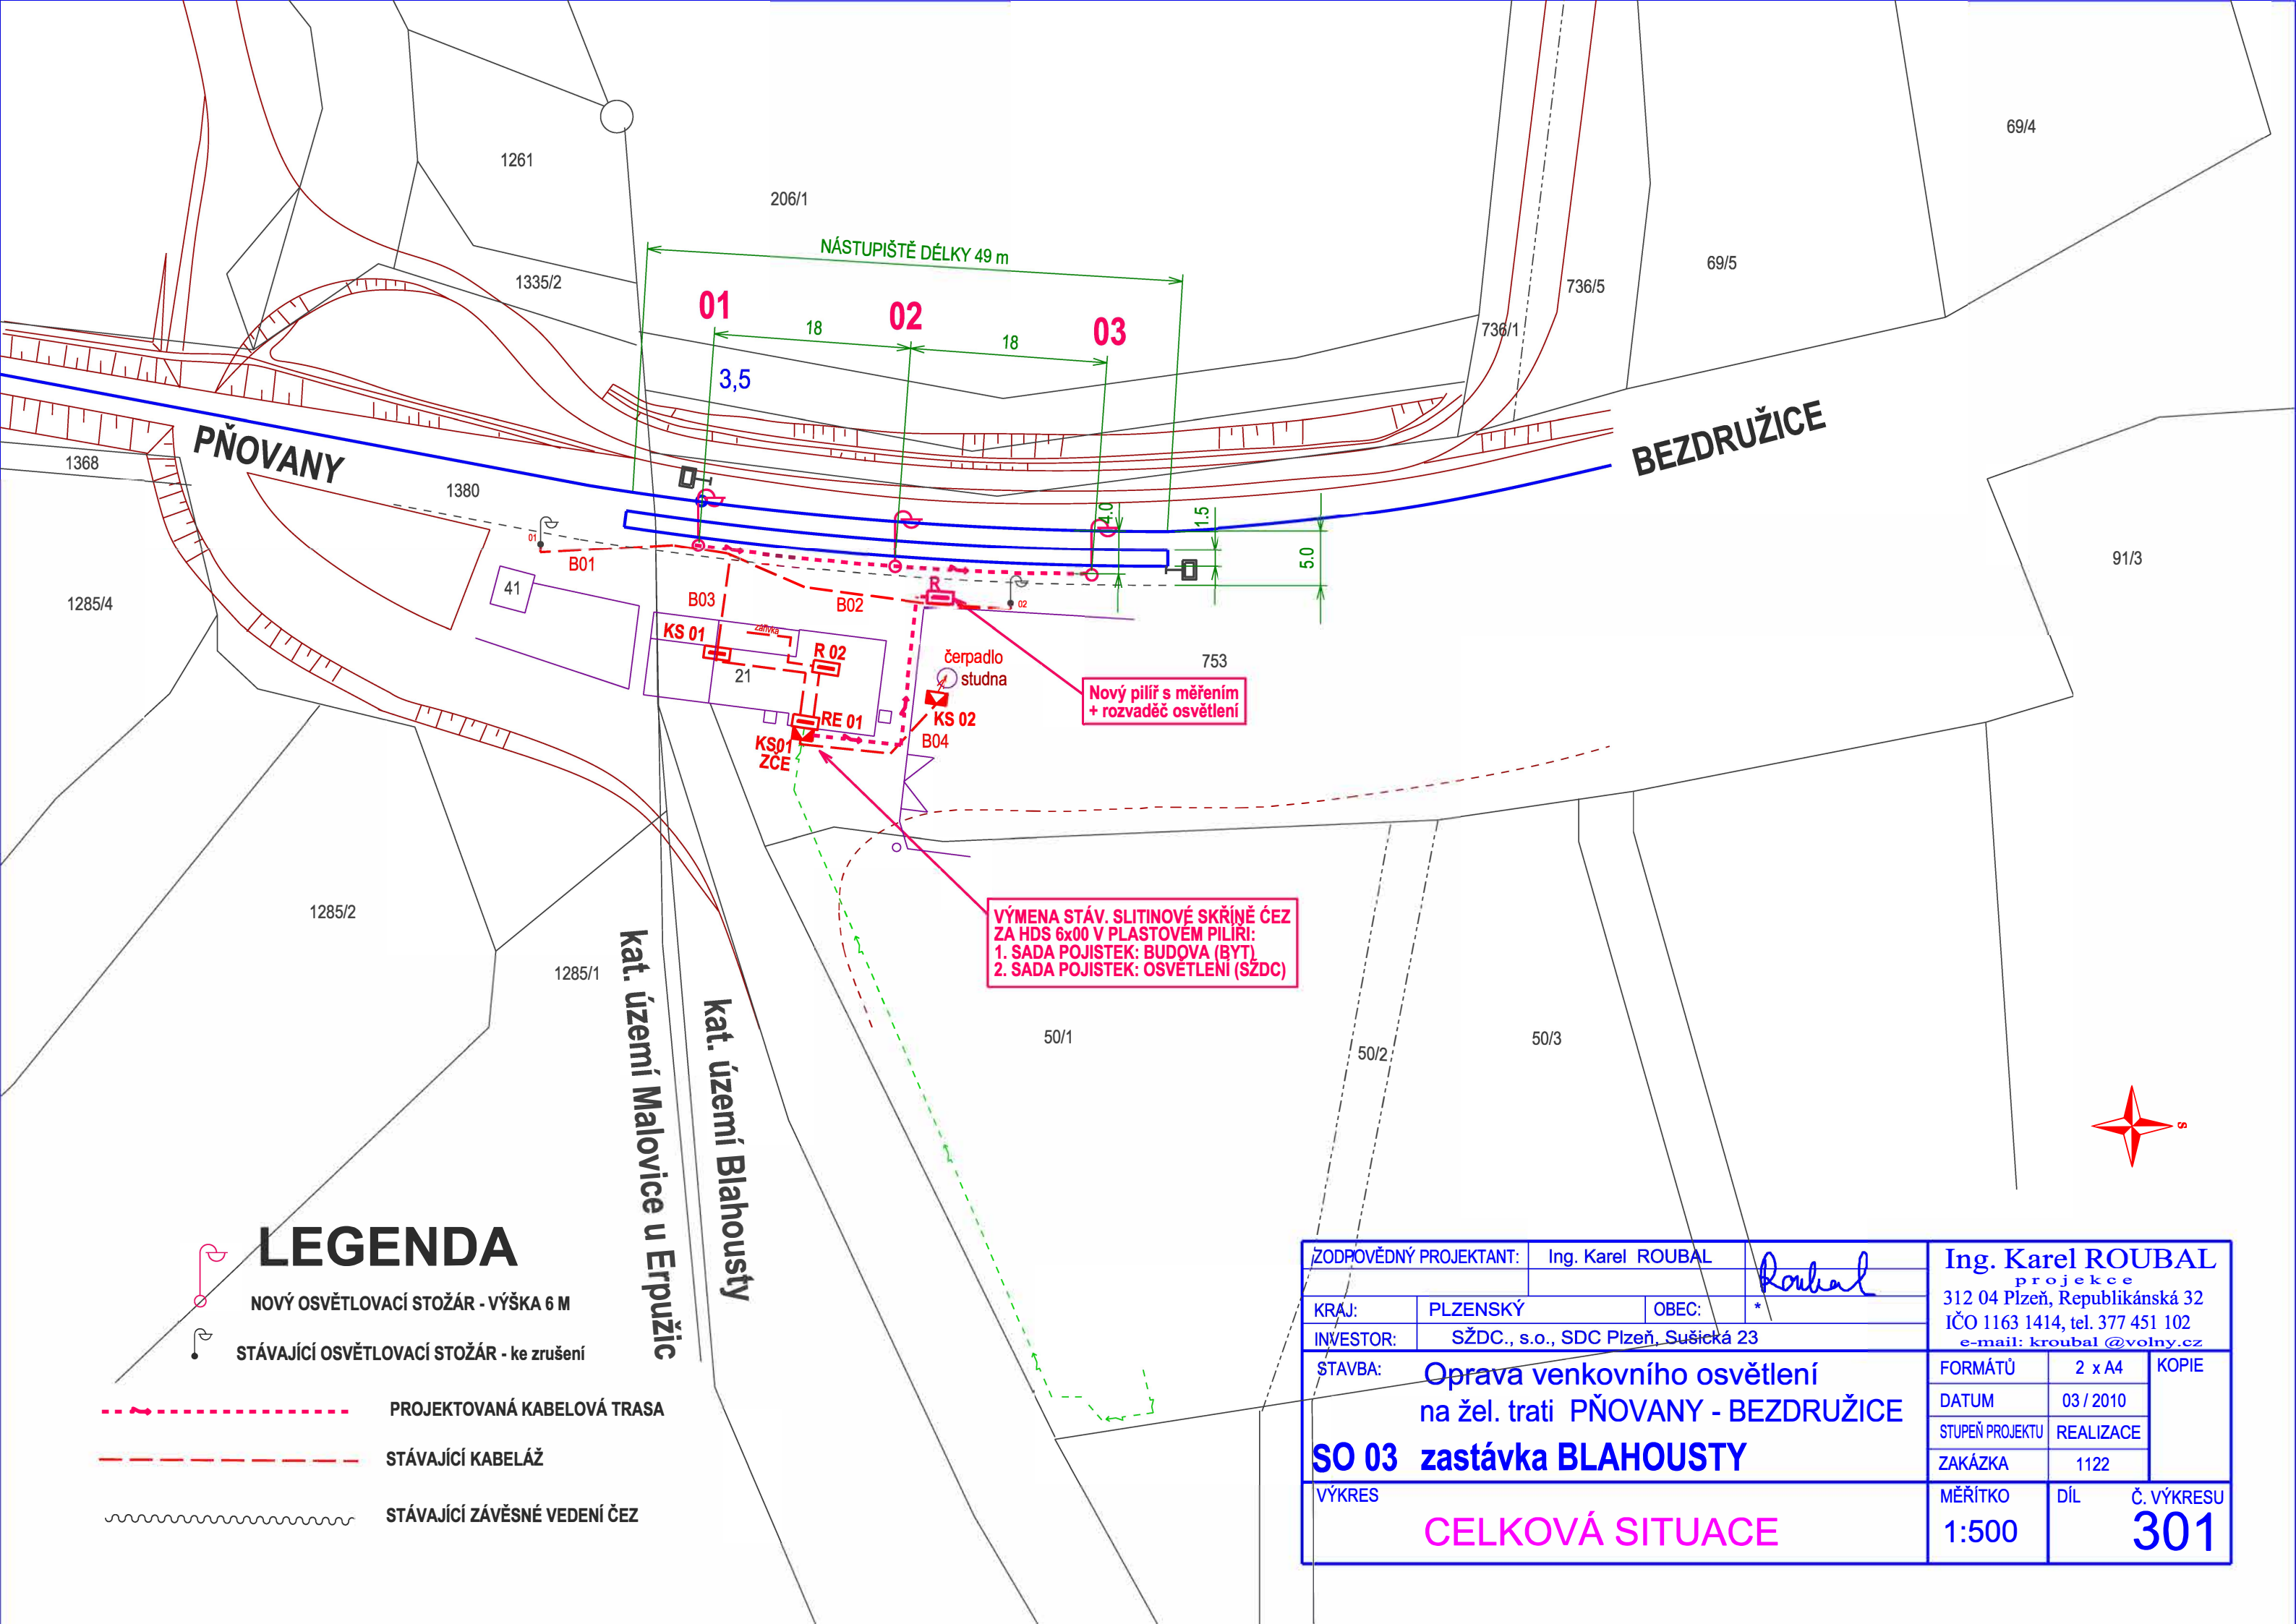 1261
206/1
69/4
69/5
736/5
736/1
1335/2
NÁSTUPIŠTĚ DÉLKY 49 m
01
02
03
18
18
3,5
PŇOVANY
BEZDRUŽICE
1368
1380
01
B01
4.0
1.5
5.0
91/3
41
1285/4
B03
B02
R
02
KS 01
zářivka
R 02
21
čerpadlo
studna
753
Nový pilíř s měřením
+ rozvaděč osvětlení
RE 01
KS 02
KS01
ZČE
B04
VÝMENA STÁV. SLITINOVÉ SKŘÍNĚ ĆEZ
ZA HDS 6x00 V PLASTOVÉM PILÍŘI:
1. SADA POJISTEK: BUDOVA (BYT)
2. SADA POJISTEK: OSVĚTLENÍ (SŽDC)
1285/2
1285/1
kat. území Malovice u Erpužic
kat. území Blahousty
50/1
50/2
50/3
S
LEGENDA
NOVÝ OSVĚTLOVACÍ STOŽÁR - VÝŠKA 6 M
STÁVAJÍCÍ OSVĚTLOVACÍ STOŽÁR - ke zrušení
PROJEKTOVANÁ KABELOVÁ TRASA
STÁVAJÍCÍ KABELÁŽ
STÁVAJÍCÍ ZÁVĚSNÉ VEDENÍ ČEZ
ZODPOVĚDNÝ PROJEKTANT: Ing. Karel ROUBAL Roubal
KRAJ: PLZENSKÝ OBEC: *
INVESTOR: SŽDC., s.o., SDC Plzeň, Sušická 23
Ing. Karel ROUBAL
projekce
312 04 Plzeň, Republikánská 32
IČO 1163 1414, tel. 377 451 102
e-mail: kroubal @volny.cz
STAVBA: Oprava venkovního osvětlení
na žel. trati PŇOVANY - BEZDRUŽICE
SO 03 zastávka BLAHOUSTY
FORMÁTŮ 2 x A4 KOPIE
DATUM 03 / 2010
STUPEŇ PROJEKTU REALIZACE
ZAKÁZKA 1122
VÝKRES
CELKOVÁ SITUACE
MĚŘÍTKO DÍL Č. VÝKRESU
1:500 301